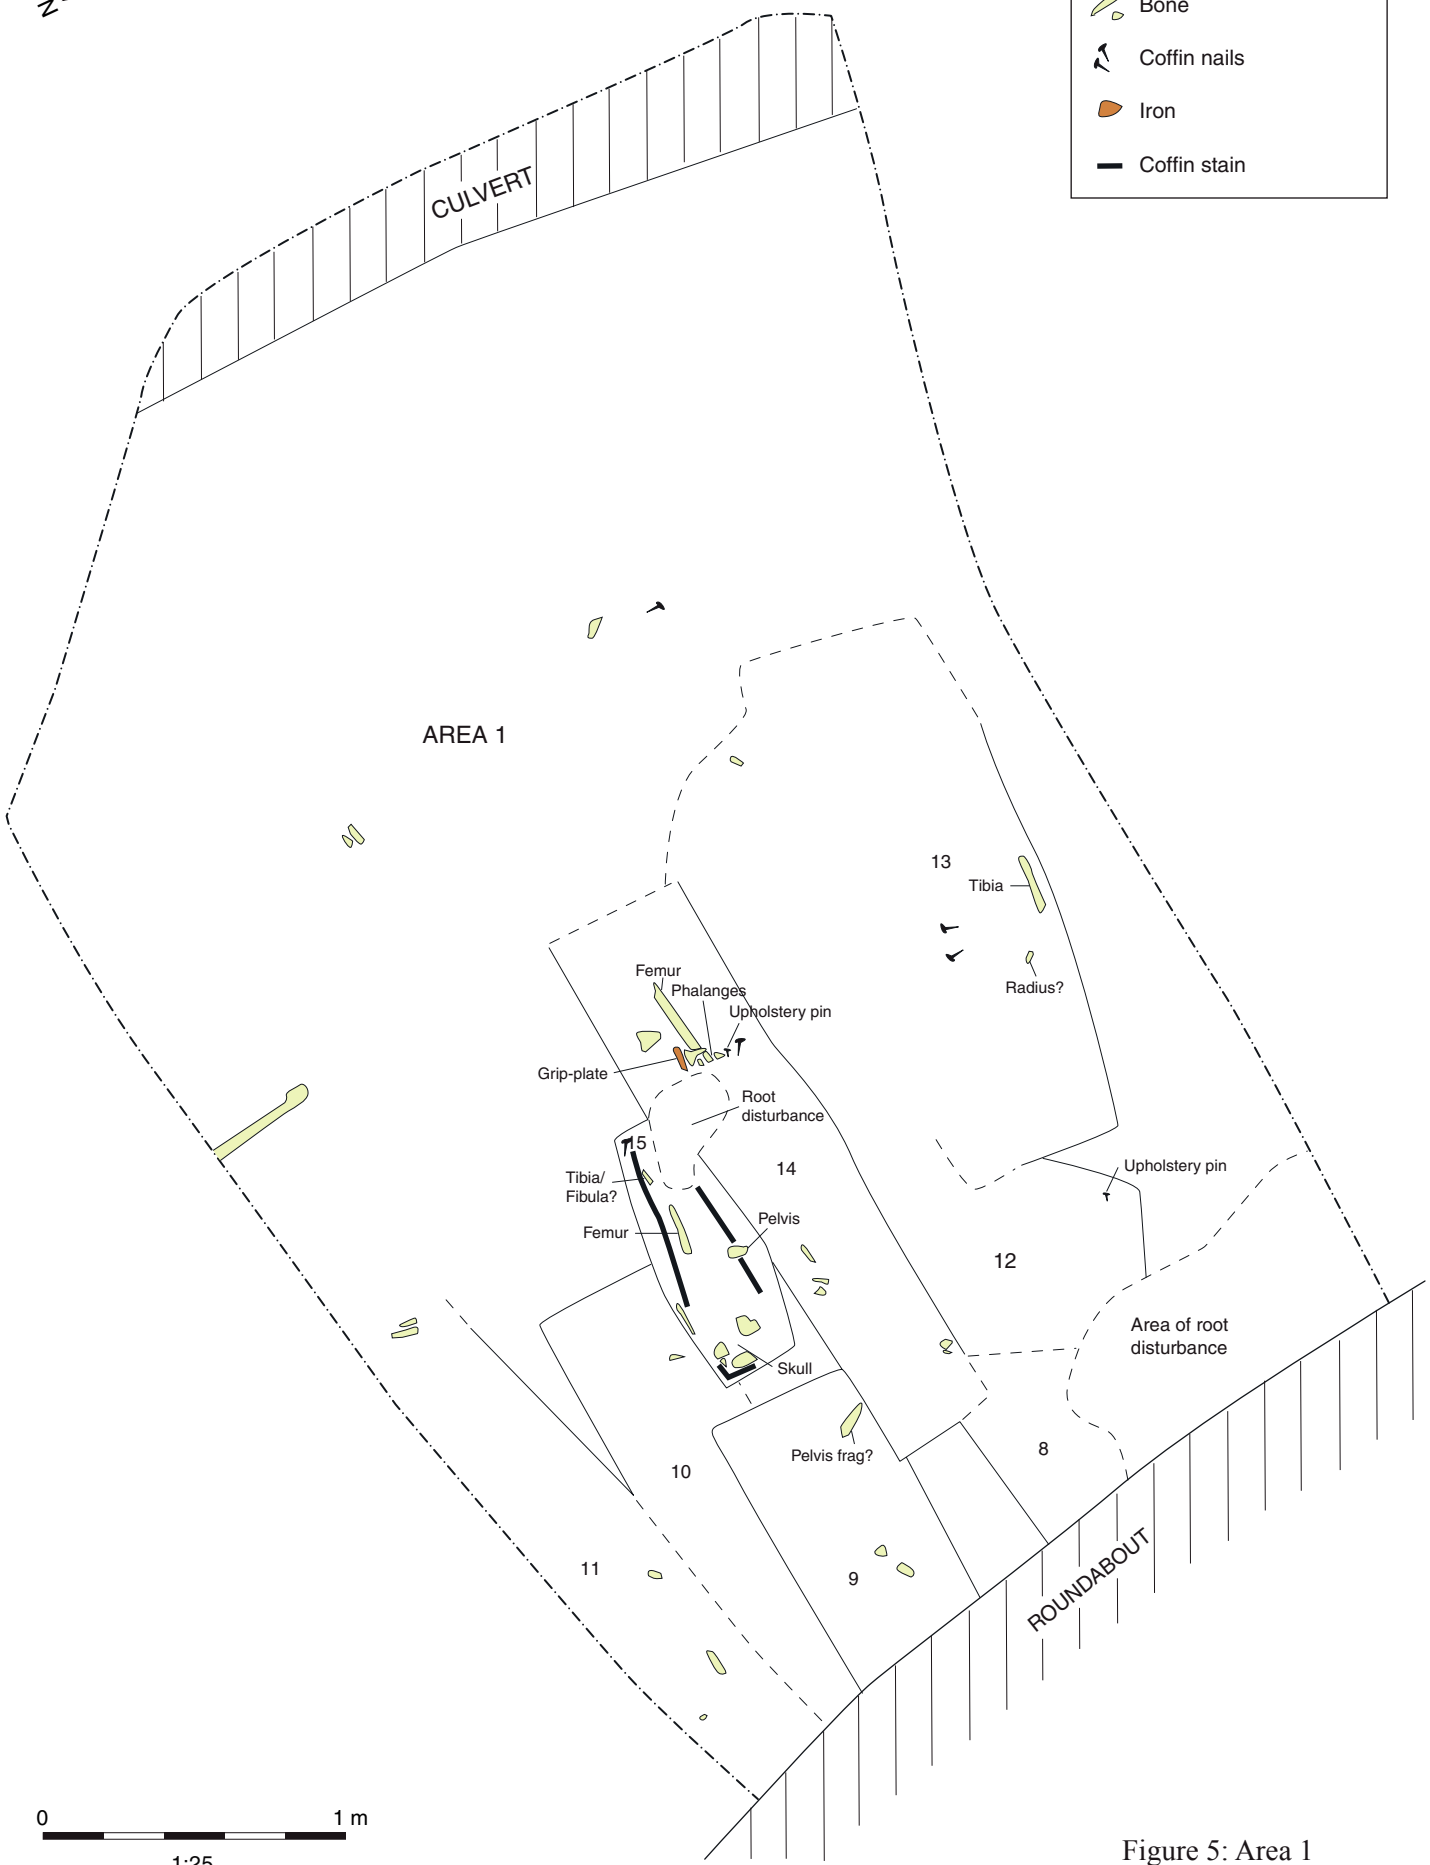 N
Bone
Coffin nails
Iron
Coffin stain
CULVERT
AREA 1
13
Tibia
Radius?
Femur
Phalanges
Upholstery pin
Grip-plate
Root
disturbance
15
14
Tibia/
Fibula?
Upholstery pin
Femur
Pelvis
12
Area of root
disturbance
Skull
Pelvis frag?
8
10
11
9
ROUNDABOUT
0 1 m
1:25
Figure 5: Area 1